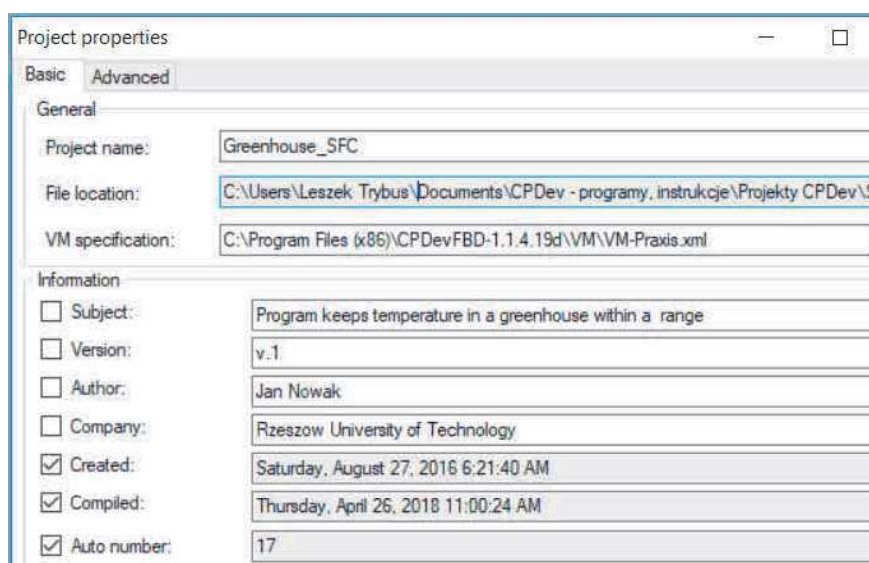 Project properties
Basic Advanced
General
Project name: Greenhouse_SFC
File location: C:\Users\Leszek Trybus\Documents\CPDev - programy, instrukcje\Projekty CPDev\
VM specification: C:\Program Files (x86)\CPDevFBD-1.1.4.19d\VM\VM-Praxis.xml
Information
Subject: Program keeps temperature in a greenhouse within a range
Version: v.1
Author: Jan Nowak
Company: Rzeszow University of Technology
Created: Saturday, August 27, 2016 6:21:40 AM
Compiled: Thursday, April 26, 2018 11:00:24 AM
Auto number: 17